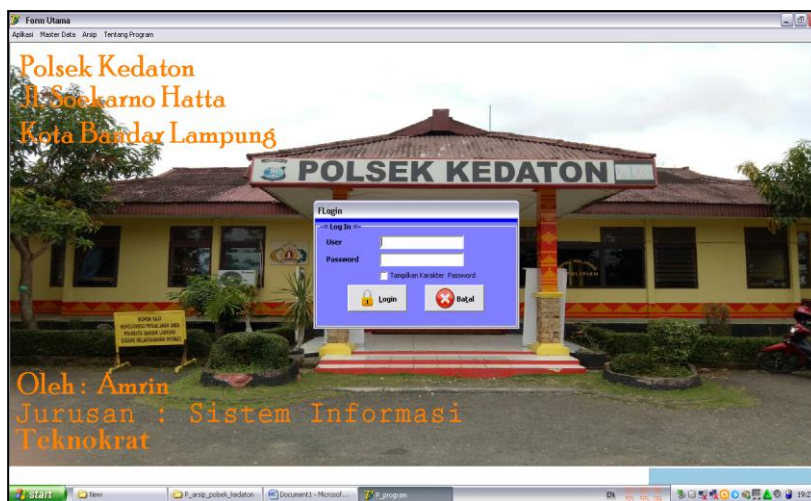 Form Utama
Aplikasi Master Data Arsip Tentang Program
Polsek Kedaton
Jl. Soekarno Hatta
Kota Bandar Lampung
POLSEK KEDATON
FLogin
Log In
User
Password
Tampilkan Karakter Password
Login
Batal
Oleh : Amrin
Jurusan : Sistem Informasi
Teknokrat
start
New
P_arsip_polsek_kedaton
Document1 - Microsof...
P_program
EN